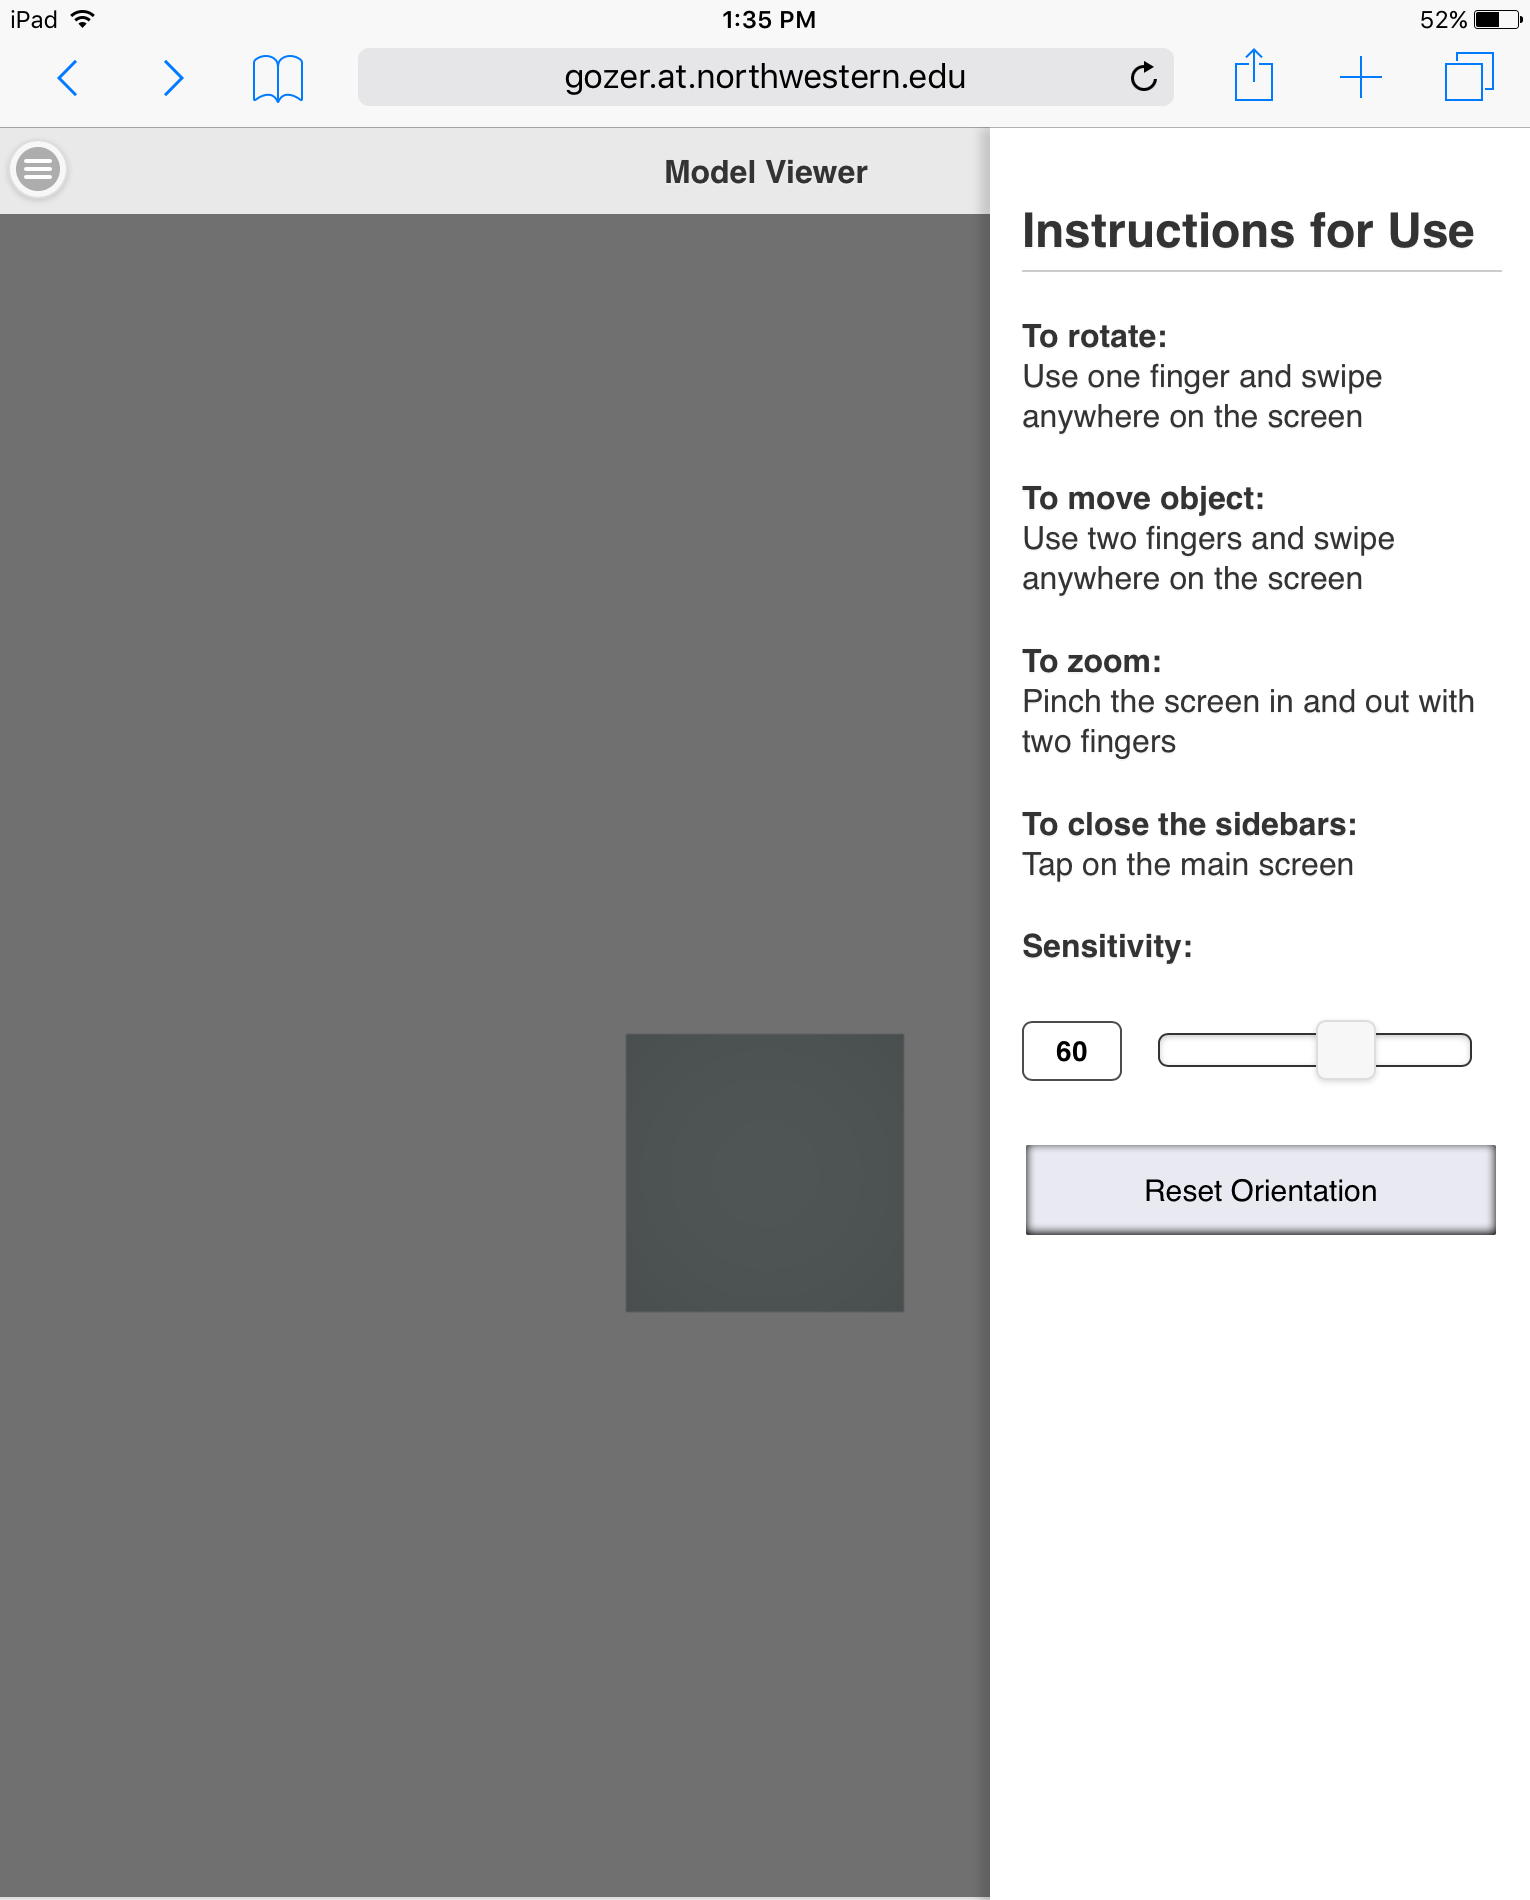 iPad
1:35 PM
52%
gozer.at.northwestern.edu
Model Viewer
Instructions for Use
To rotate:
Use one finger and swipe
anywhere on the screen
To move object:
Use two fingers and swipe
anywhere on the screen
To zoom:
Pinch the screen in and out with
two fingers
To close the sidebars:
Tap on the main screen
Sensitivity:
60
Reset Orientation